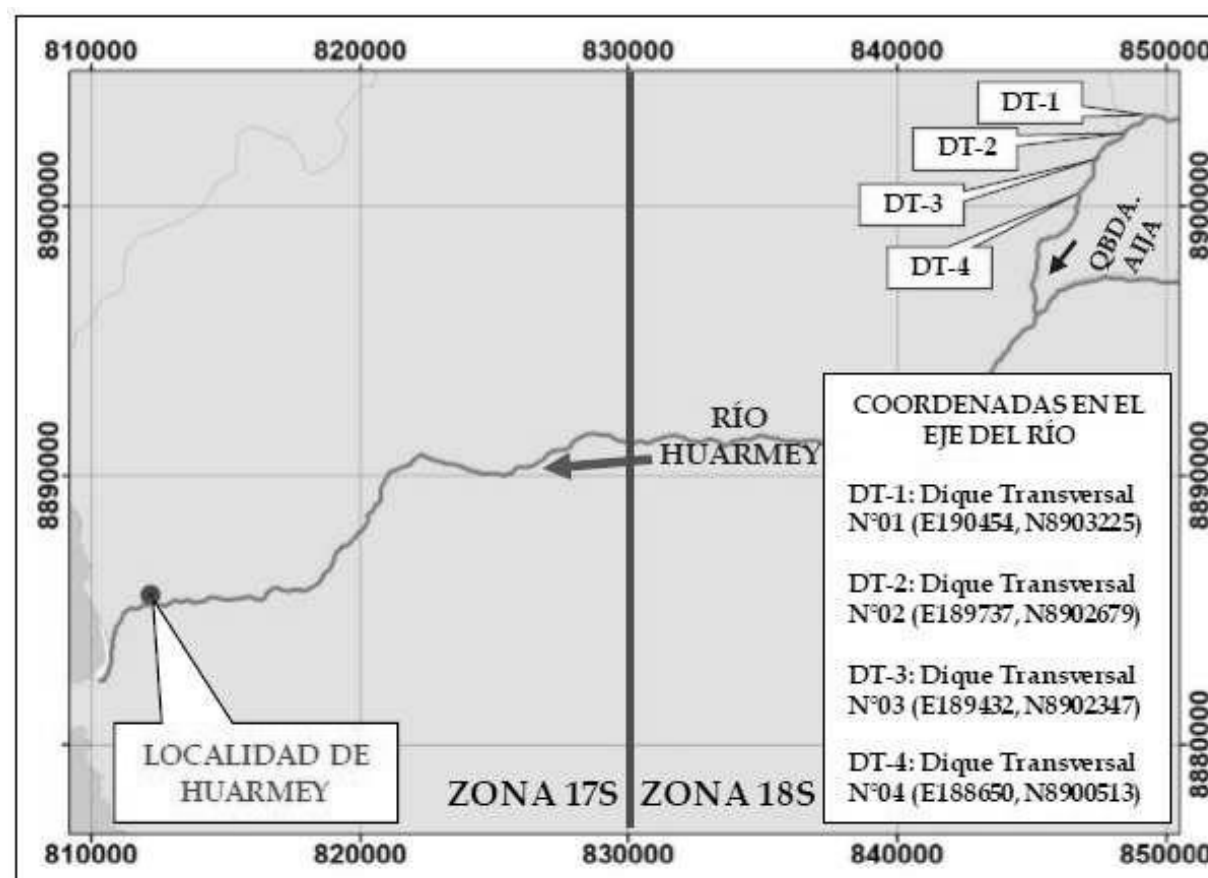 810000
820000
830000
840000
850000
DT-1
DT-2
DT-3
DT-4
QBDA.
AIJA
8900000
8900000
8890000
8890000
8880000
8880000
RÍO
HUARMEY
COORDENADAS EN EL
EJE DEL RÍO
DT-1: Dique Transversal
N°01 (E190454, N8903225)
DT-2: Dique Transversal
N°02 (E189737, N8902679)
DT-3: Dique Transversal
N°03 (E189432, N8902347)
DT-4: Dique Transversal
N°04 (E188650, N8900513)
LOCALIDAD DE
HUARMEY
ZONA 17S
ZONA 18S
810000
820000
830000
840000
850000